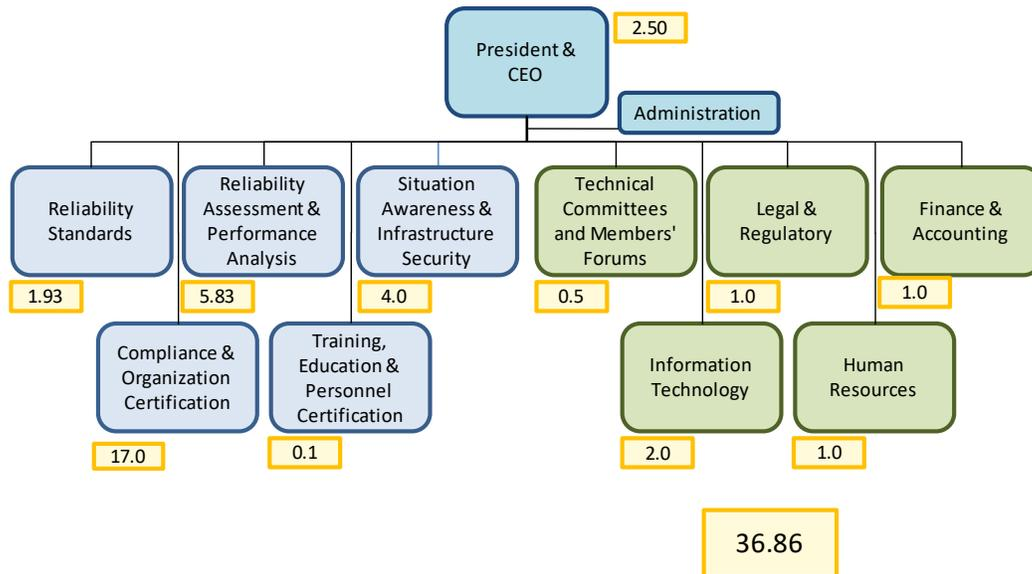 President &
CEO
2.50
Administration
Reliability
Standards
1.93
Reliability
Assessment &
Performance
Analysis
5.83
Situation
Awareness &
Infrastructure
Security
4.0
Technical
Committees
and Members'
Forums
0.5
Legal &
Regulatory
1.0
Finance &
Accounting
1.0
Compliance &
Organization
Certification
17.0
Training,
Education &
Personnel
Certification
0.1
Information
Technology
2.0
Human
Resources
1.0
36.86